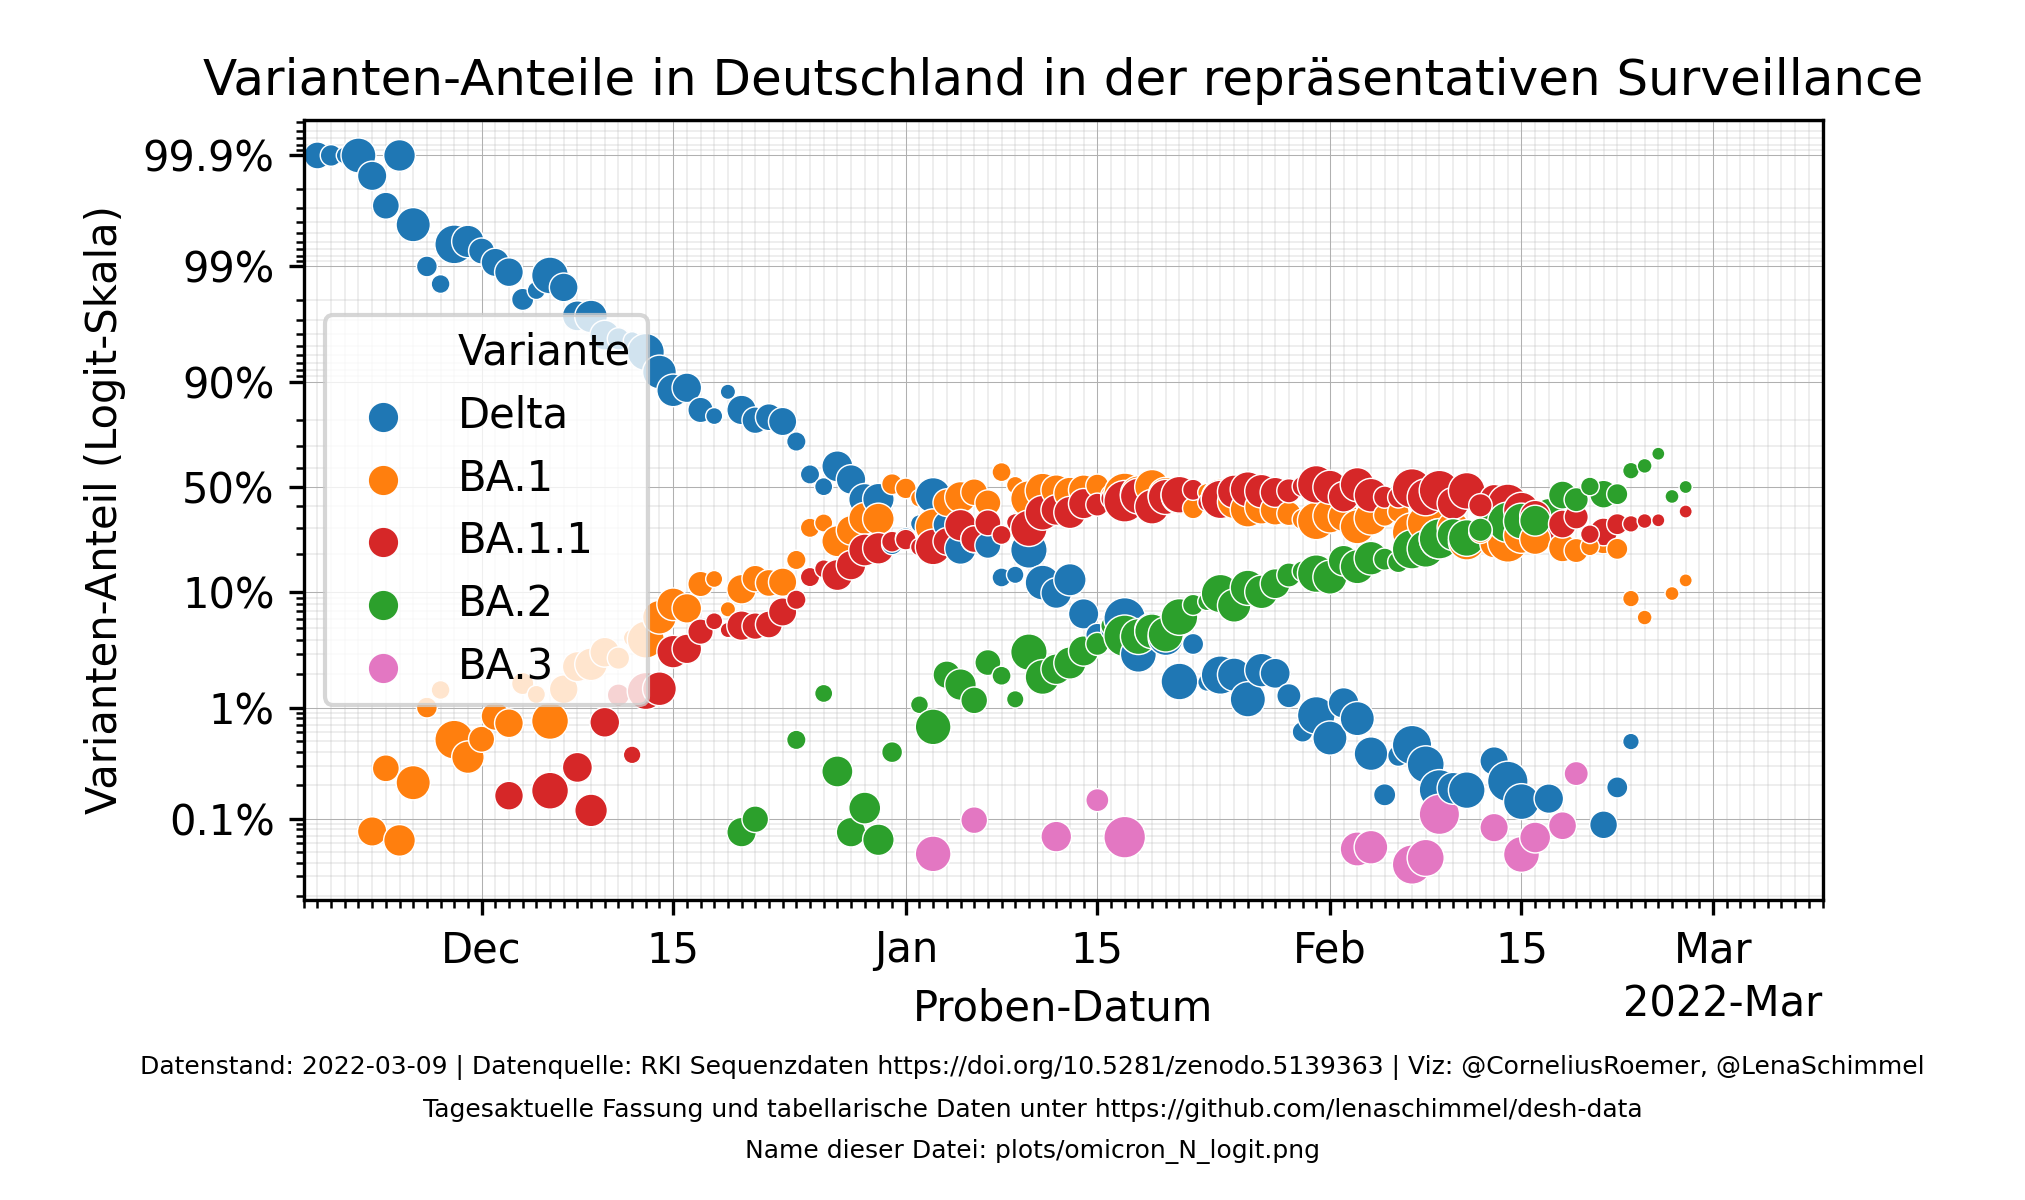 Varianten-Anteile in Deutschland in der repräsentativen Surveillance
Varianten-Anteil (Logit-Skala)
99.9%
99%
90%
50%
10%
1%
0.1%
Variante
Delta
BA.1
BA.1.1
BA.2
BA.3
Dec 15 Jan 15 Feb 15 Mar
Proben-Datum
2022-Mar
Datenstand: 2022-03-09 | Datenquelle: RKI Sequenzdaten https://doi.org/10.5281/zenodo.5139363 | Viz: @CorneliusRoemer, @LenaSchimmel
Tagesaktuelle Fassung und tabellarische Daten unter https://github.com/lenaschimmel/desh-data
Name dieser Datei: plots/omicron_N_logit.png